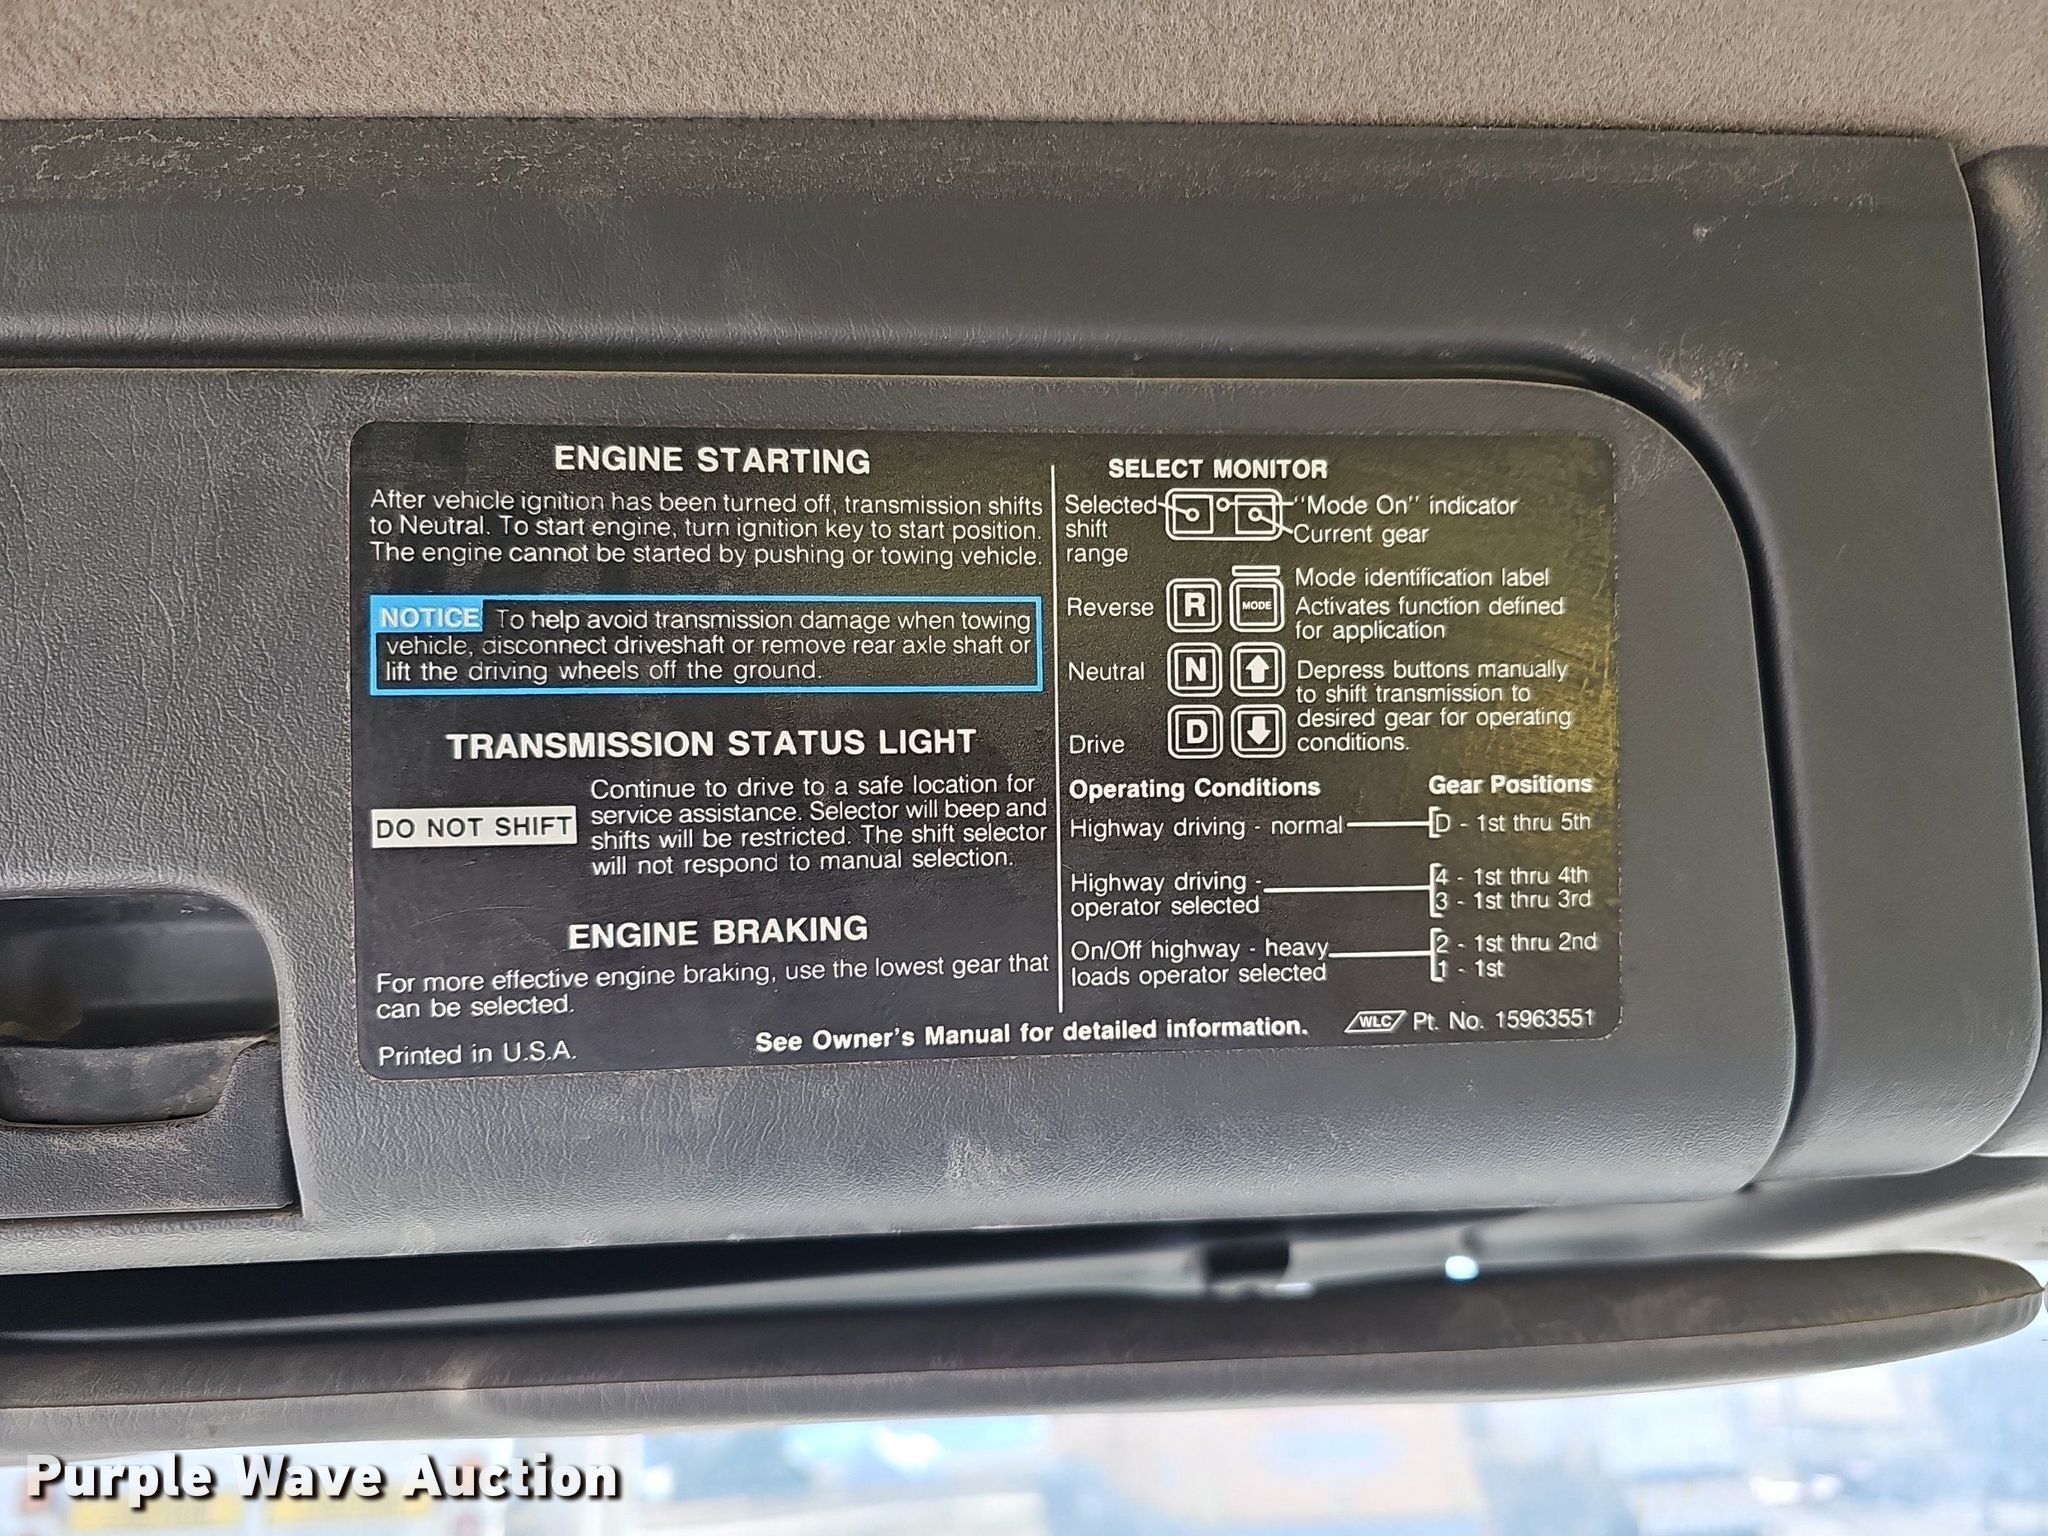 ENGINE STARTING
After vehicle ignition has been turned off, transmission shifts
to Neutral. To start engine, turn ignition key to start position.
The engine cannot be started by pushing or towing vehicle.
NOTICE To help avoid transmission damage when towing
vehicle, disconnect driveshaft or remove rear axle shaft or
lift the driving wheels off the ground.
TRANSMISSION STATUS LIGHT
DO NOT SHIFT
Continue to drive to a safe location for
service assistance. Selector will beep and
shifts will be restricted. The shift selector
will not respond to manual selection.
ENGINE BRAKING
For more effective engine braking, use the lowest gear that
can be selected.
Printed in U.S.A.
SELECT MONITOR
Selected
shift
range
"Mode On" indicator
Current gear
Mode identification label
Reverse R MODE Activates function defined
for application
Neutral N Depress buttons manually
to shift transmission to
desired gear for operating
Drive D conditions.
Operating Conditions Gear Positions
Highway driving - normal D - 1st thru 5th
Highway driving - 4 - 1st thru 4th
operator selected 3 - 1st thru 3rd
On/Off highway - heavy 2 - 1st thru 2nd
loads operator selected 1 - 1st
See Owner's Manual for detailed information. WLC Pt. No. 15963551
Purple Wave Auction